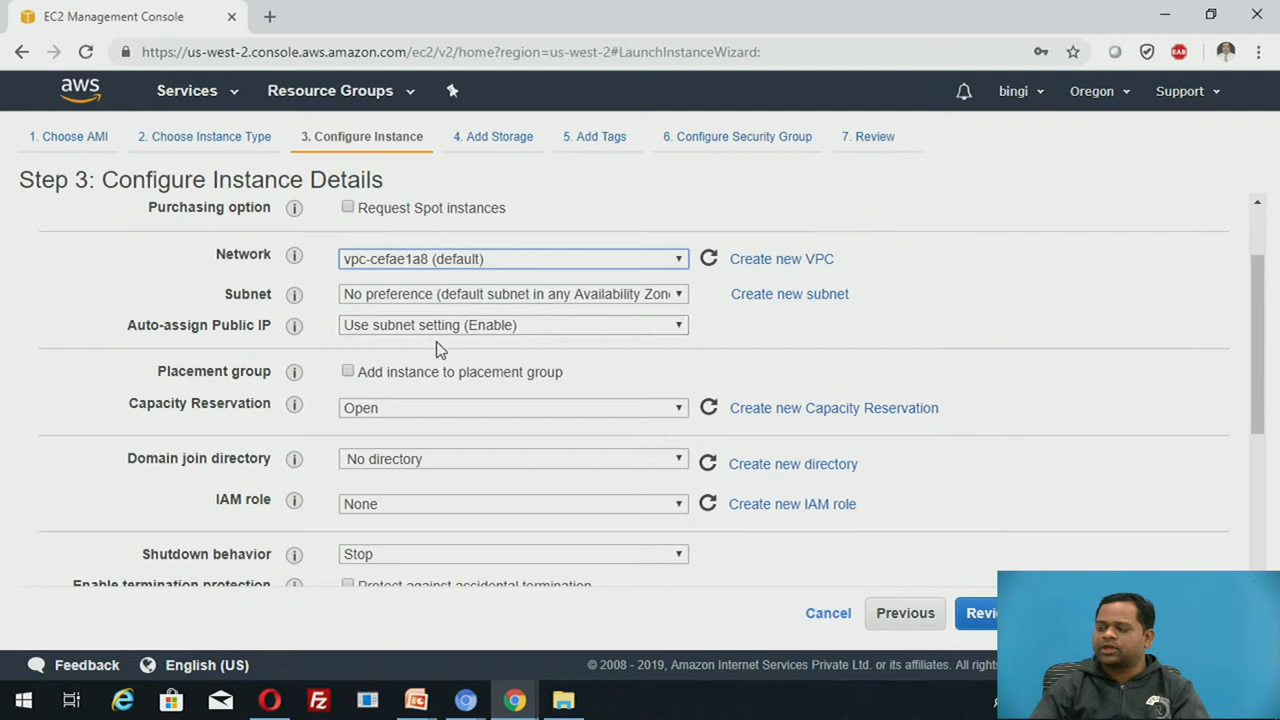 EC2 Management Console
https://us-west-2.console.aws.amazon.com/ec2/v2/home?region=us-west-2#LaunchInstanceWizard:
EAB
aws Services Resource Groups bingi Oregon Support
1. Choose AMI 2. Choose Instance Type 3. Configure Instance 4. Add Storage 5. Add Tags 6. Configure Security Group 7. Review
Step 3: Configure Instance Details
Purchasing option i Request Spot instances
Network i vpc-cefae1a8 (default) Create new VPC
Subnet i No preference (default subnet in any Availability Zon Create new subnet
Auto-assign Public IP i Use subnet setting (Enable)
Placement group i Add instance to placement group
Capacity Reservation i Open Create new Capacity Reservation
Domain join directory i No directory Create new directory
IAM role i None Create new IAM role
Shutdown behavior i Stop
Enable termination protection i Protect against accidental termination
Cancel Previous Revi
Feedback English (US) © 2008 - 2019, Amazon Internet Services Private Ltd. or its affiliates. All